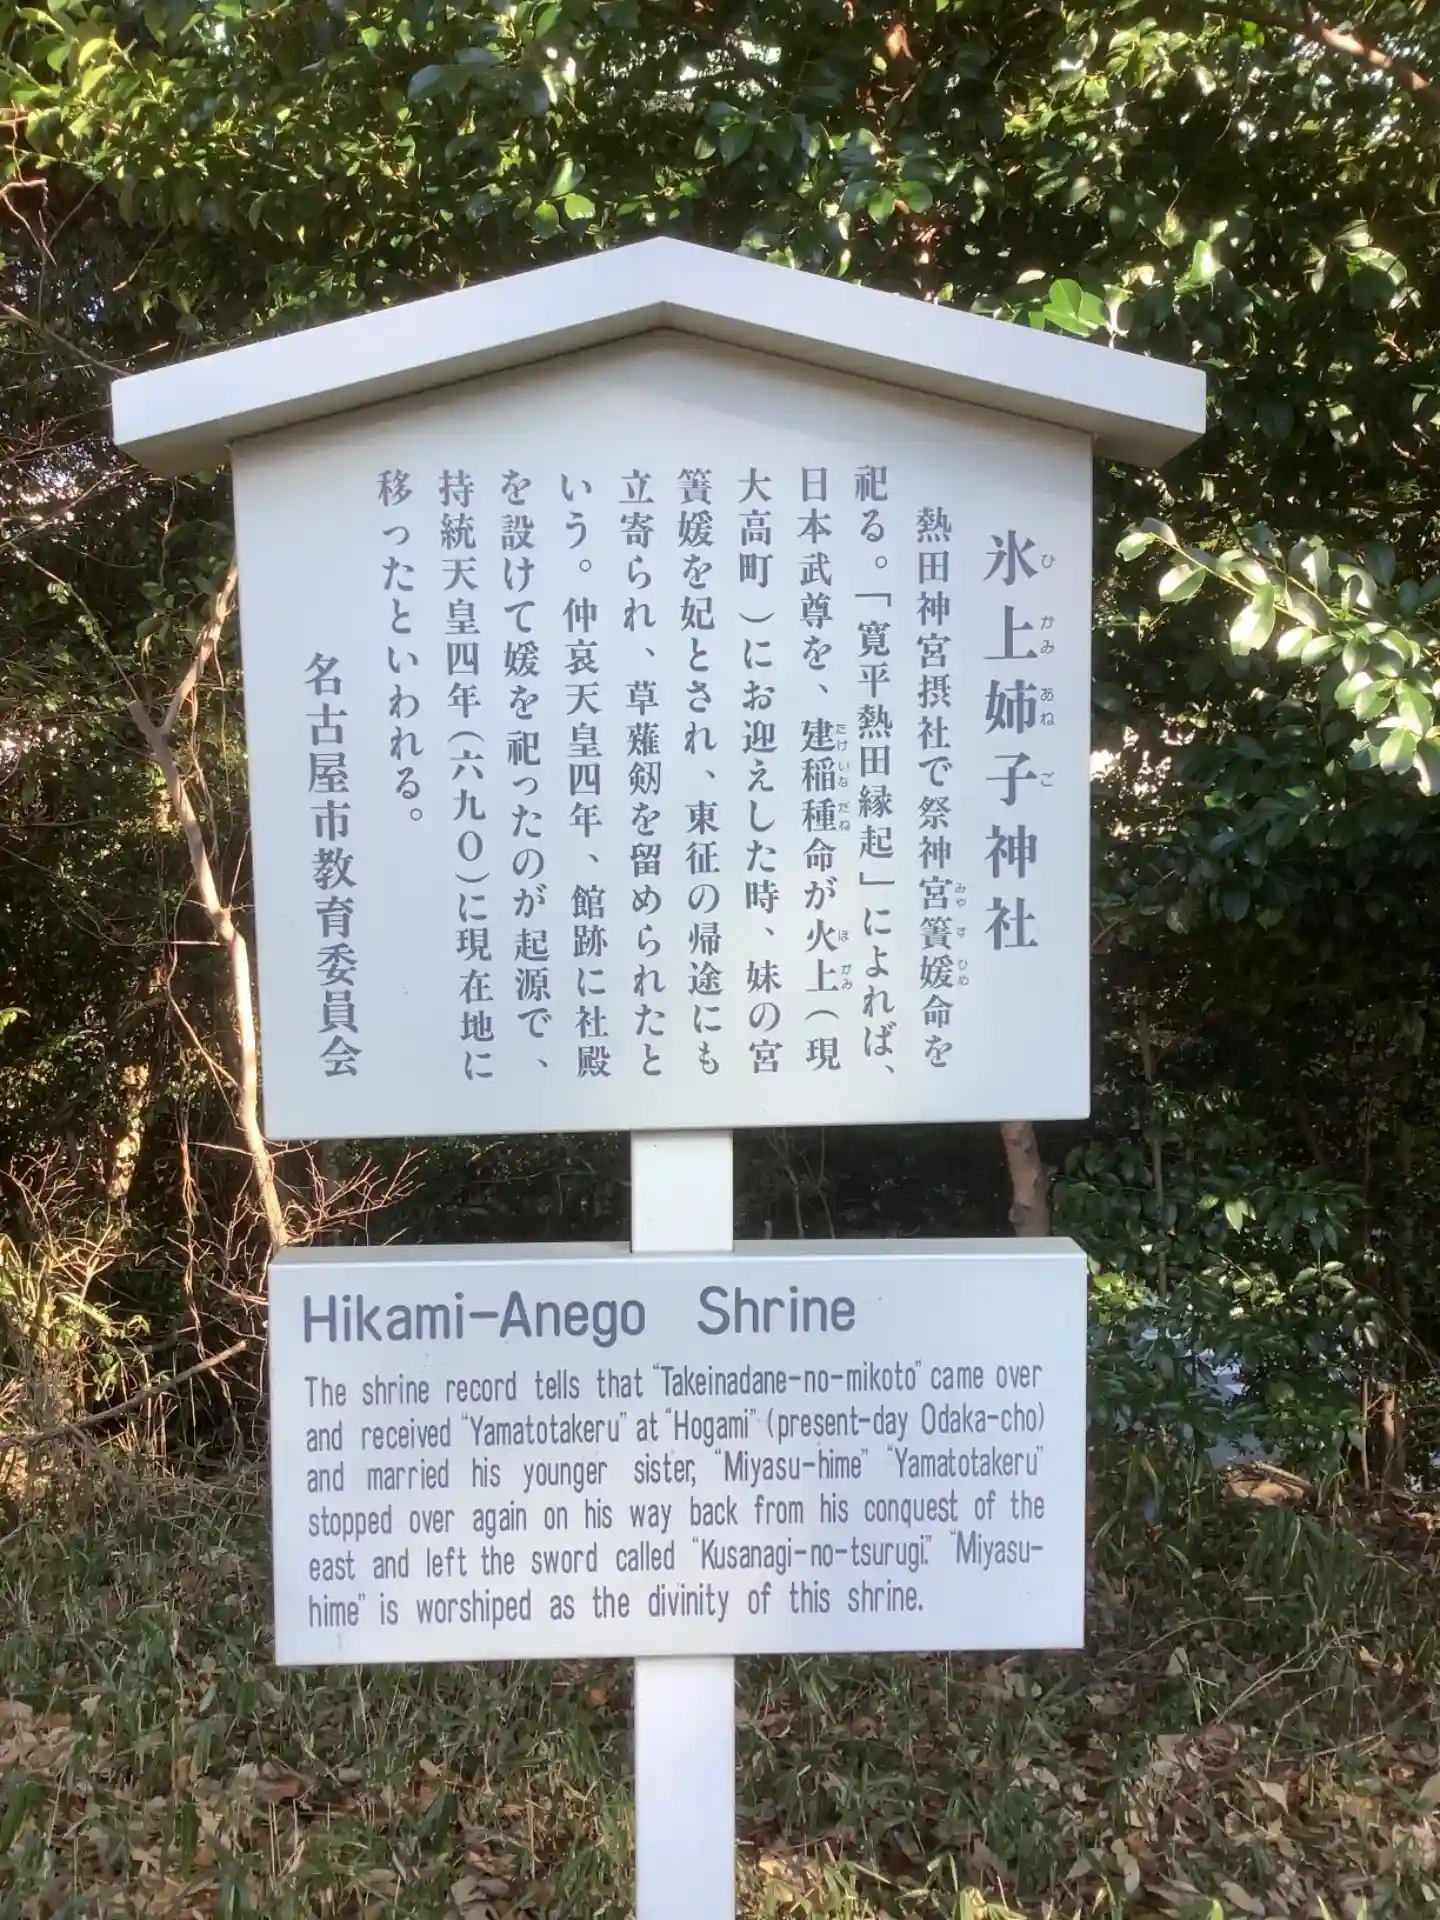 氷上姉子神社
熱田神宮摂社で祭神宮簀媛命を
祀る。「寛平熱田縁起」によれば、
日本武尊を、建稲種命が火上(現
大高町)にお迎えした時、妹の宮
簀媛を妃とされ、東征の帰途にも
立寄られ、草薙剱を留められたと
いう。仲哀天皇四年、館跡に社殿
を設けて媛を祀ったのが起源で、
持統天皇四年(六九〇)に現在地に
移ったといわれる。
名古屋市教育委員会
Hikami-Anego Shrine
The shrine record tells that "Takeinadane-no-mikoto" came over
and received "Yamatotakeru" at "Hogami" (present-day Odaka-cho)
and married his younger sister, "Miyasu-hime" "Yamatotakeru"
stopped over again on his way back from his conquest of the
east and left the sword called "Kusanagi-no-tsurugi." "Miyasu-
hime" is worshiped as the divinity of this shrine.